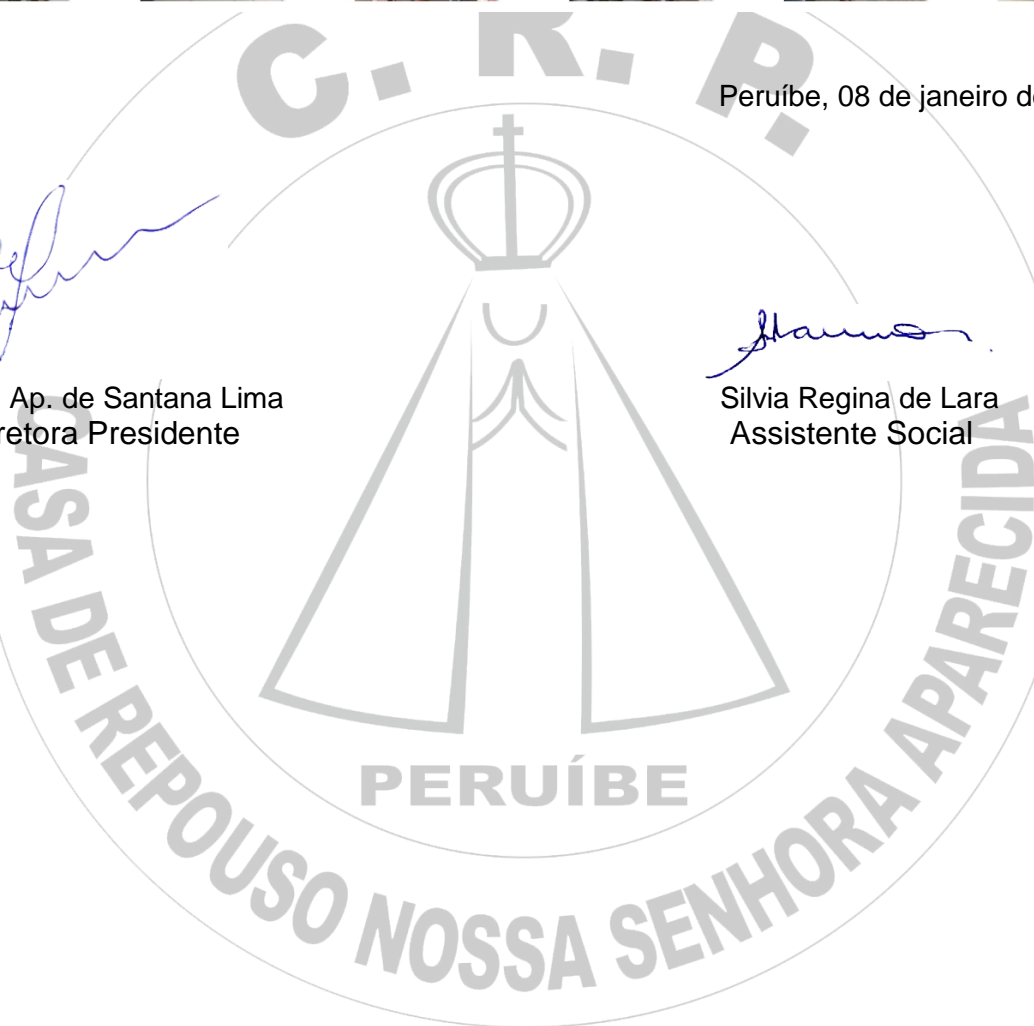 C. R. P.
Peruíbe, 08 de janeiro d
Ap. de Santana Lima
retora Presidente
Silvia Regina de Lara
Assistente Social
PERUÍBE
CASA DE REPOUSO NOSSA SENHORA APARECIDA